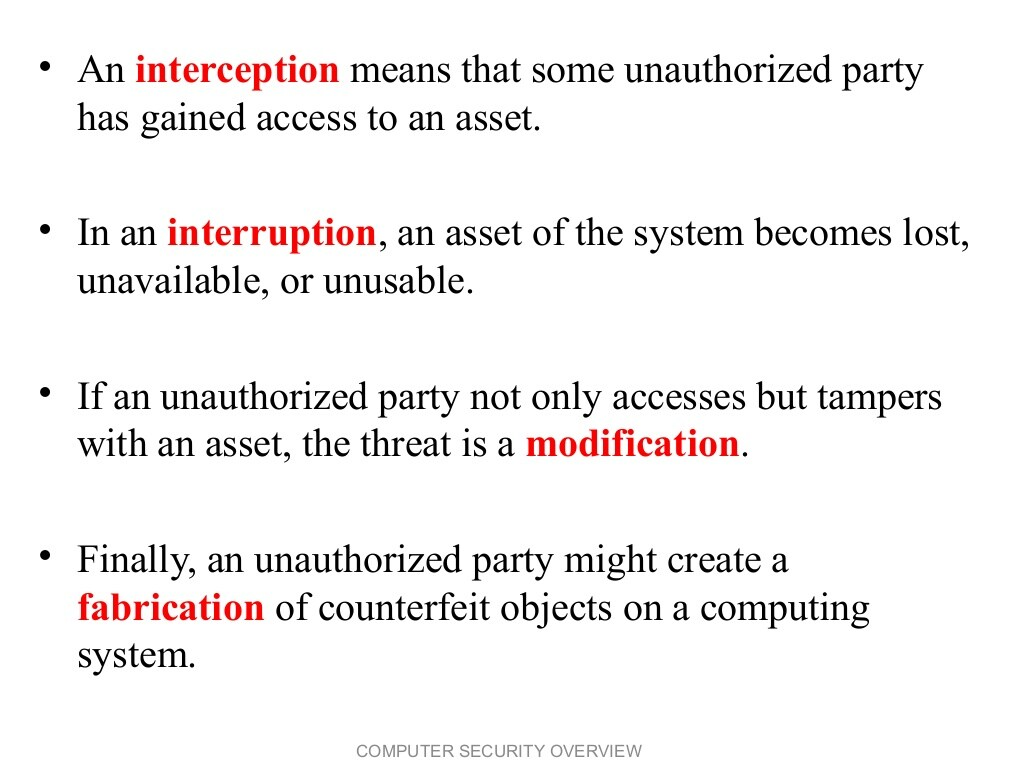 • An interception means that some unauthorized party
has gained access to an asset.
• In an interruption, an asset of the system becomes lost,
unavailable, or unusable.
• If an unauthorized party not only accesses but tampers
with an asset, the threat is a modification.
• Finally, an unauthorized party might create a
fabrication of counterfeit objects on a computing
system.
COMPUTER SECURITY OVERVIEW